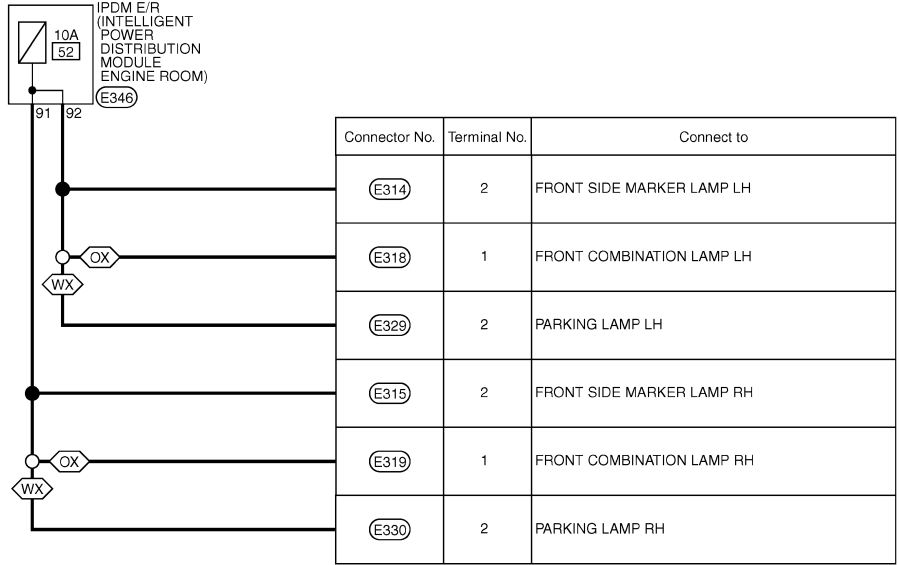 IPDM E/R
(INTELLIGENT
POWER
DISTRIBUTION
MODULE
ENGINE ROOM)
10A
52
E346
91
92
Connector No.
Terminal No.
Connect to
E314
2
FRONT SIDE MARKER LAMP LH
OX
E318
1
FRONT COMBINATION LAMP LH
WX
E329
2
PARKING LAMP LH
E315
2
FRONT SIDE MARKER LAMP RH
OX
E319
1
FRONT COMBINATION LAMP RH
WX
E330
2
PARKING LAMP RH